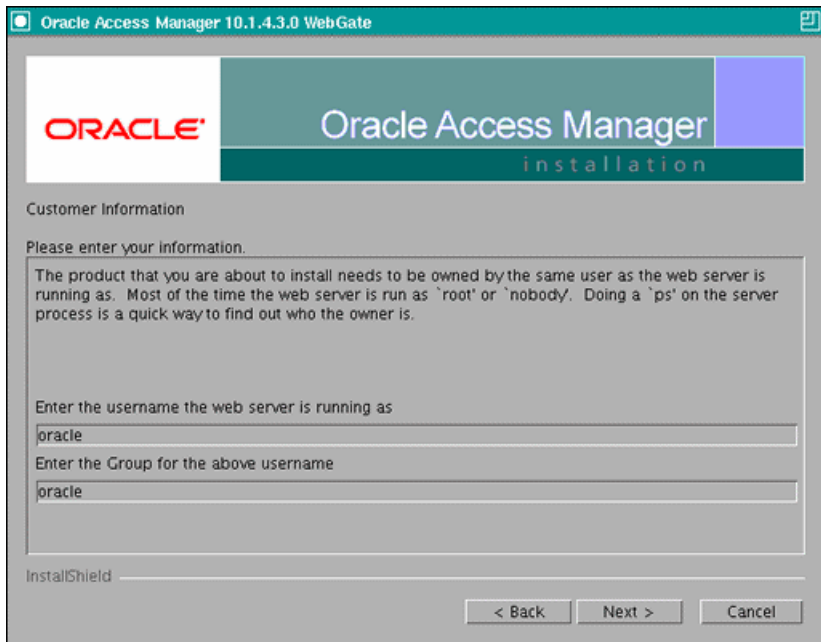 Oracle Access Manager 10.1.4.3.0 WebGate
ORACLE®
Oracle Access Manager
installation
Customer Information
Please enter your information.
The product that you are about to install needs to be owned by the same user as the web server is
running as. Most of the time the web server is run as `root' or `nobody'. Doing a `ps' on the server
process is a quick way to find out who the owner is.
Enter the username the web server is running as
oracle
Enter the Group for the above username
oracle
InstallShield
< Back
Next >
Cancel